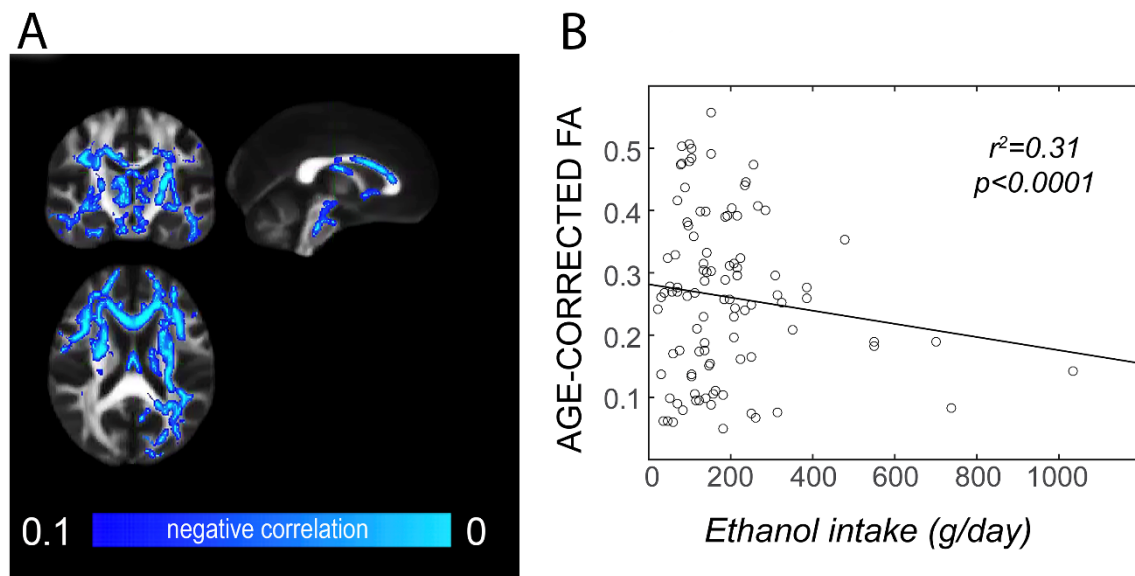 A
0.1 negative correlation 0
B
AGE-CORRECTED FA
0.5
0.4
0.3
0.2
0.1
r²=0.31
p<0.0001
0 200 400 600 800 1000
Ethanol intake (g/day)